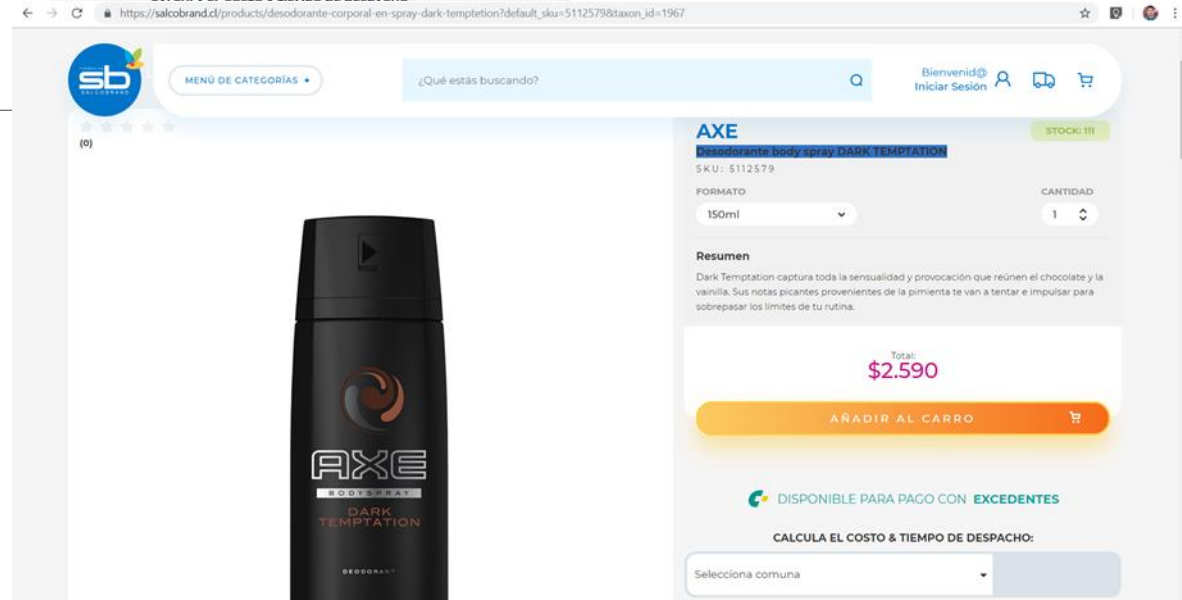 https://salcobrand.cl/products/desodorante-corporal-en-spray-dark-temptetion?default_sku=5112579&taxon_id=1967
sb
SALCOBRAND
MENÚ DE CATEGORÍAS
¿Qué estás buscando?
Bienvenid@
Iniciar Sesión
(0)
AXE
STOCK: 111
Desodorante body spray DARK TEMPTATION
SKU: 5112579
FORMATO
CANTIDAD
150ml
1
Resumen
Dark Temptation captura toda la sensualidad y provocación que reúnen el chocolate y la
vainilla. Sus notas picantes provenientes de la pimienta te van a tentar e impulsar para
sobrepasar los límites de tu rutina.
Total:
$2.590
AÑADIR AL CARRO
DISPONIBLE PARA PAGO CON EXCEDENTES
CALCULA EL COSTO & TIEMPO DE DESPACHO:
Selecciona comuna
AXE
BODYSPRAY
DARK
TEMPTATION
DEODORANT